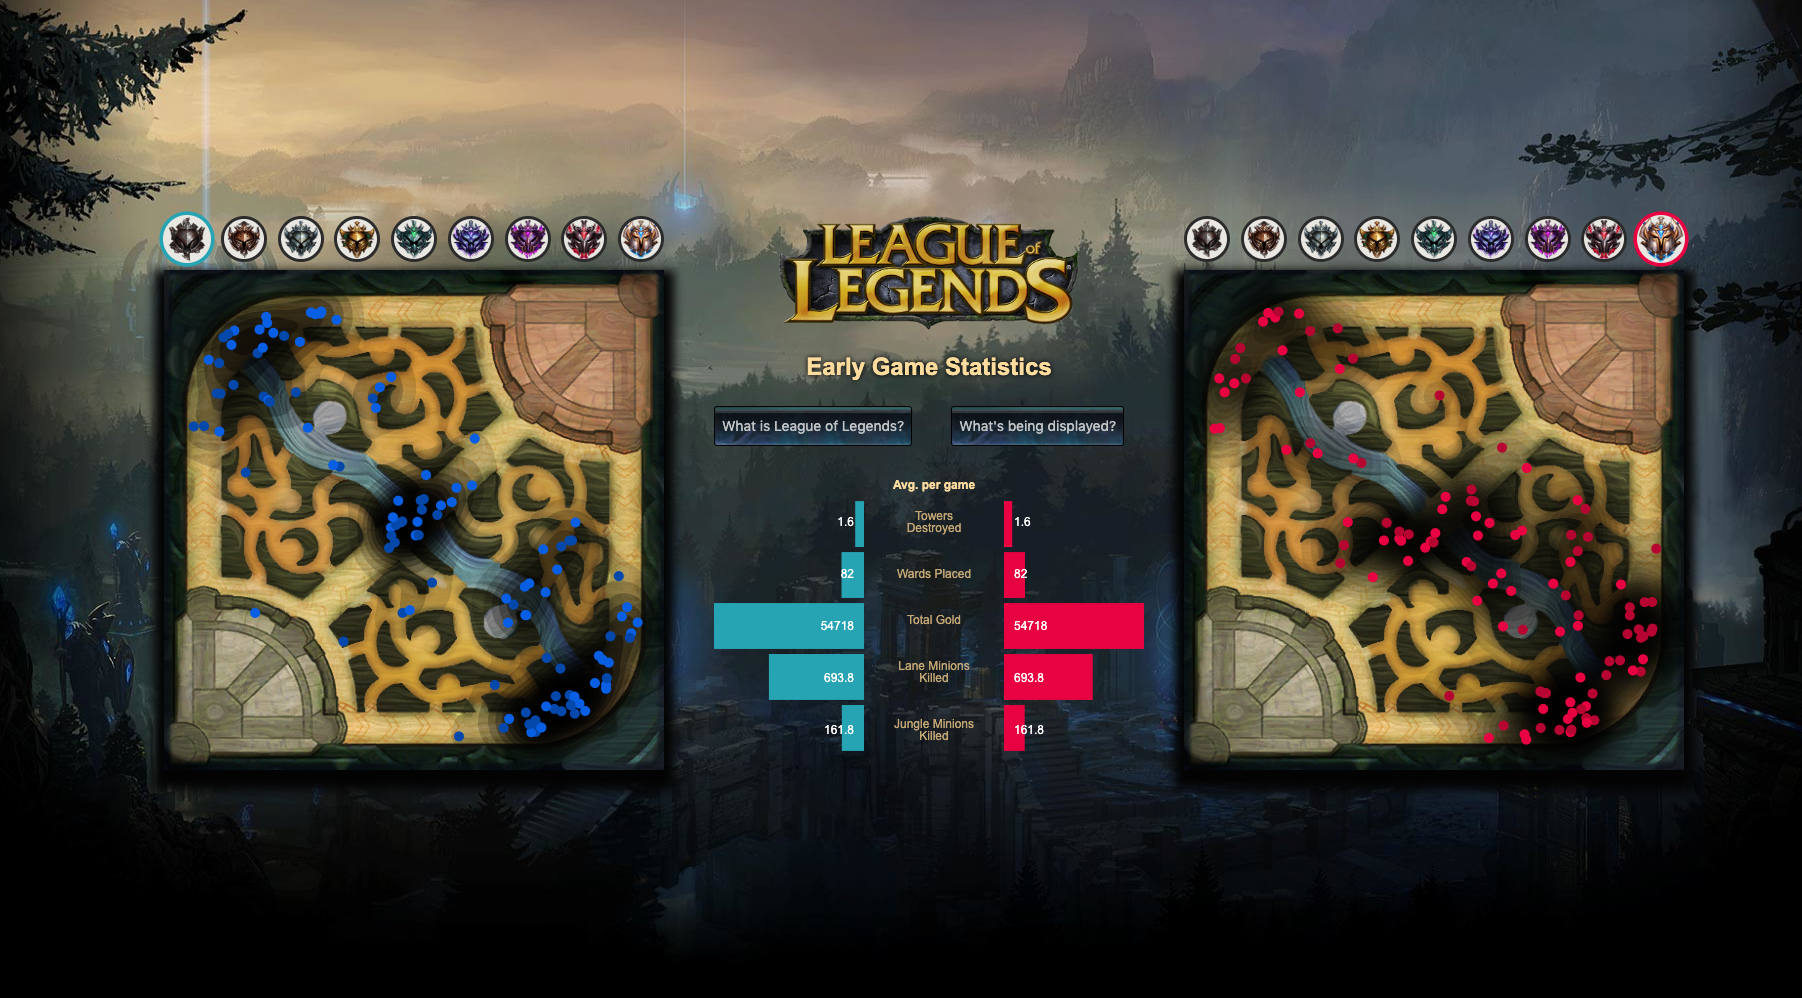 LEAGUE of
LEGENDS
Early Game Statistics
What is League of Legends?
What's being displayed?
Avg. per game
1.6
Towers
Destroyed
1.6
82
Wards Placed
82
54718
Total Gold
54718
693.8
Lane Minions
Killed
693.8
161.8
Jungle Minions
Killed
161.8